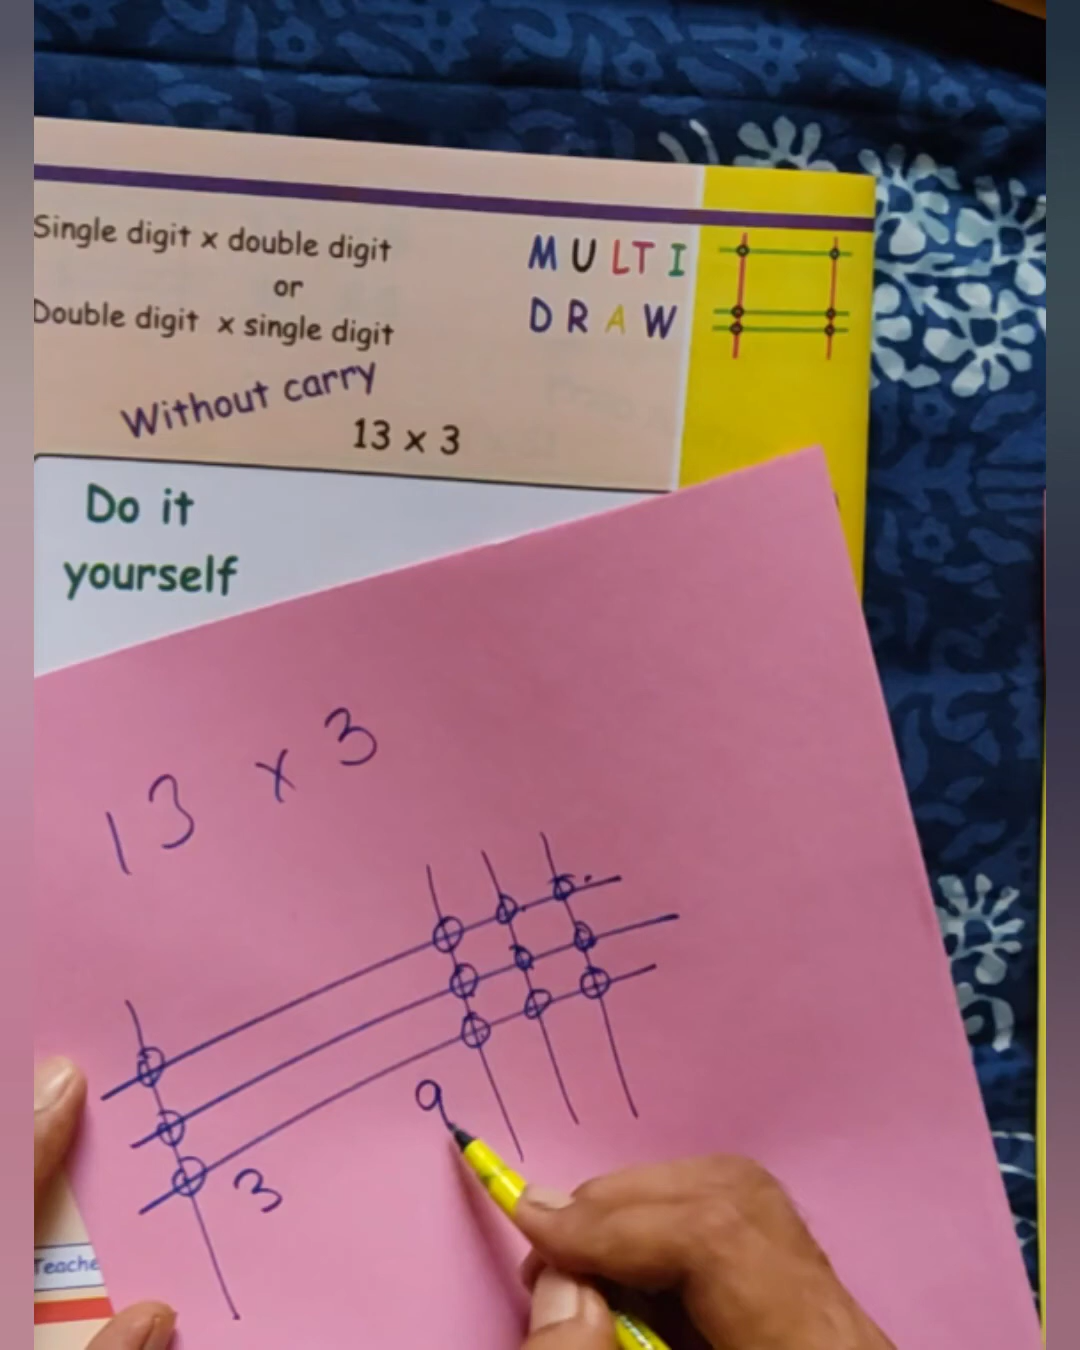 Single digit x double digit
or
Double digit x single digit
Without carry
13 x 3
MULTI
DRAW
Do it
yourself
13 x 3
3
9
Teache